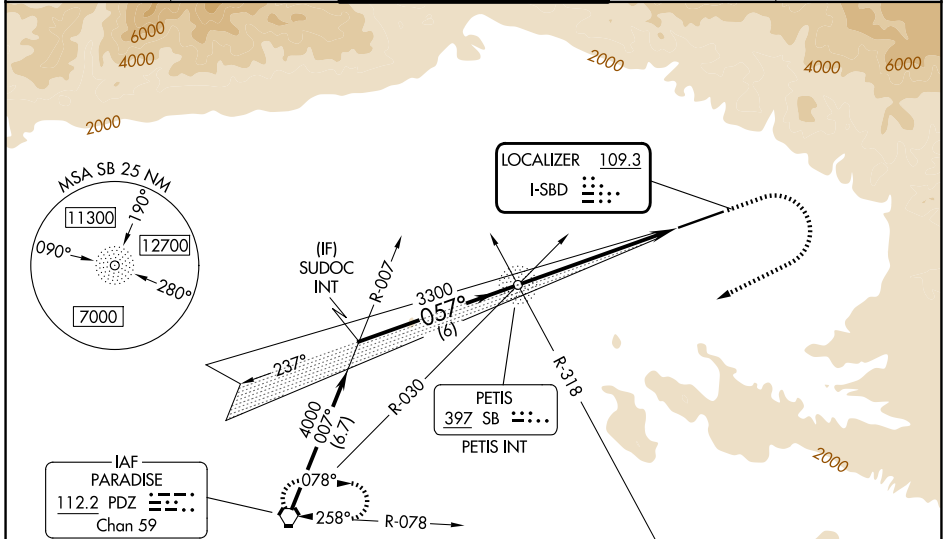 6000
4000
2000
2000
4000
6000
MSA SB 25 NM
11300
190°
12700
090°
280°
7000
LOCALIZER 109.3
I-SBD
(IF)
SUDOC
INT
R-007
3300
057°
(6)
237°
R-030
R-318
4000
007°
(6.7)
PETIS
397 SB
PETIS INT
2000
IAF
PARADISE
112.2 PDZ
Chan 59
078°
258°
R-078